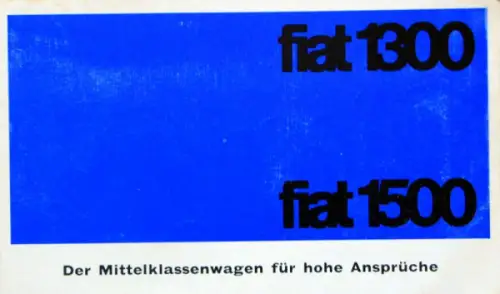 fiat 1300
fiat 1500
Der Mittelklassenwagen für hohe Ansprüche